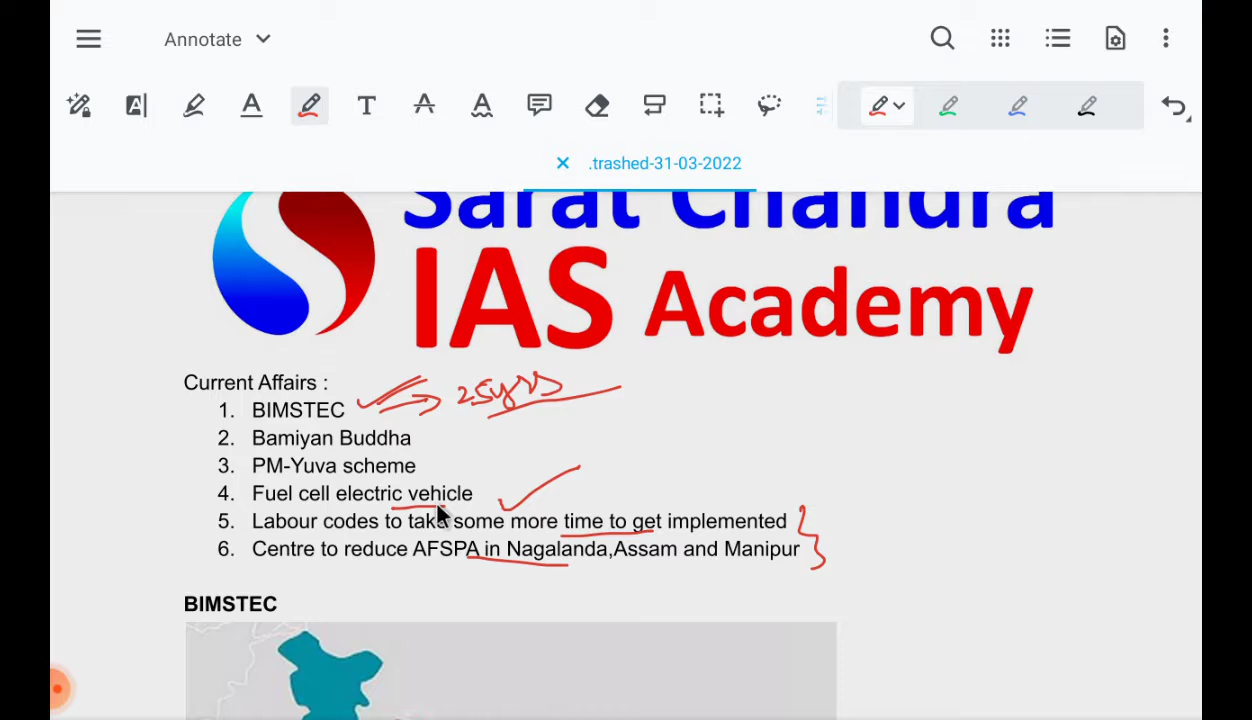 Annotate
.trashed-31-03-2022
Sarat Chandra
IAS Academy
Current Affairs :
1. BIMSTEC 25yrs
2. Bamiyan Buddha
3. PM-Yuva scheme
4. Fuel cell electric vehicle
5. Labour codes to take some more time to get implemented
6. Centre to reduce AFSPA in Nagalanda,Assam and Manipur
BIMSTEC